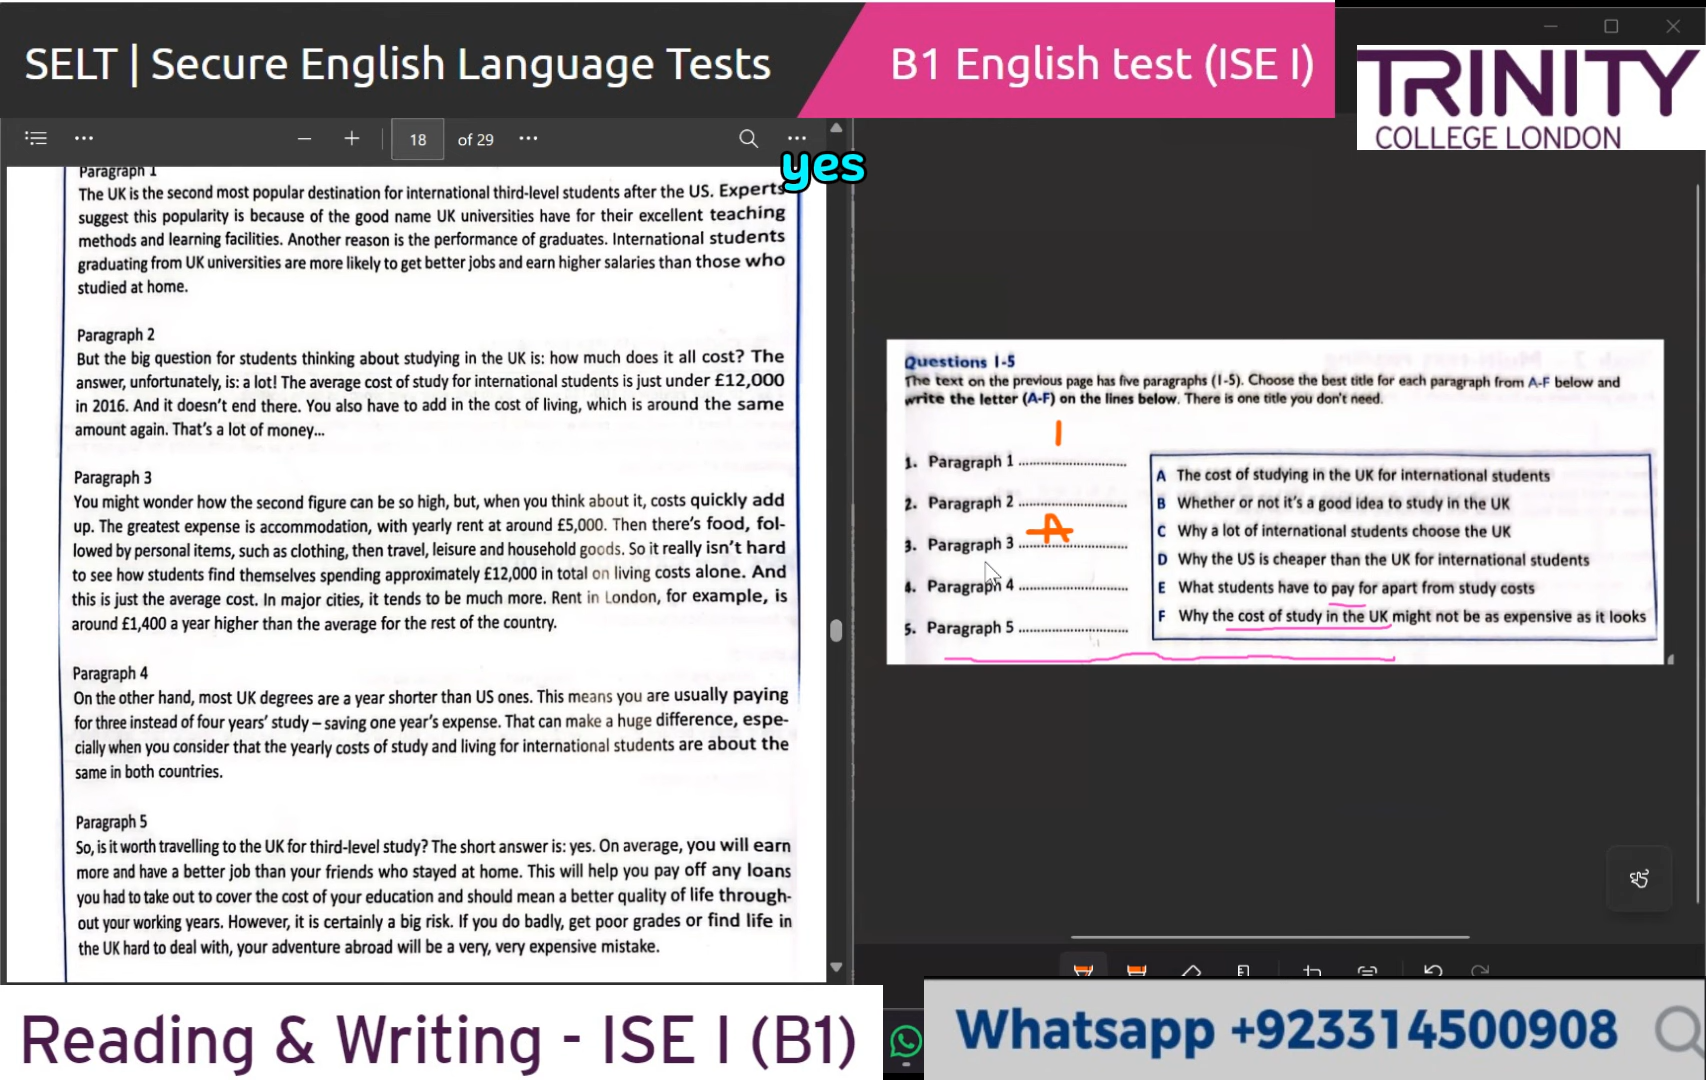 SELT | Secure English Language Tests
B1 English test (ISE I)
TRINITY
COLLEGE LONDON
18 of 29
yes
Paragraph 1
The UK is the second most popular destination for international third-level students after the US. Experts
suggest this popularity is because of the good name UK universities have for their excellent teaching
methods and learning facilities. Another reason is the performance of graduates. International students
graduating from UK universities are more likely to get better jobs and earn higher salaries than those who
studied at home.
Paragraph 2
But the big question for students thinking about studying in the UK is: how much does it all cost? The
answer, unfortunately, is: a lot! The average cost of study for international students is just under £12,000
in 2016. And it doesn't end there. You also have to add in the cost of living, which is around the same
amount again. That's a lot of money...
Paragraph 3
You might wonder how the second figure can be so high, but, when you think about it, costs quickly add
up. The greatest expense is accommodation, with yearly rent at around £5,000. Then there's food, fol-
lowed by personal items, such as clothing, then travel, leisure and household goods. So it really isn't hard
to see how students find themselves spending approximately £12,000 in total on living costs alone. And
this is just the average cost. In major cities, it tends to be much more. Rent in London, for example, is
around £1,400 a year higher than the average for the rest of the country.
Paragraph 4
On the other hand, most UK degrees are a year shorter than US ones. This means you are usually paying
for three instead of four years' study – saving one year's expense. That can make a huge difference, espe-
cially when you consider that the yearly costs of study and living for international students are about the
same in both countries.
Paragraph 5
So, is it worth travelling to the UK for third-level study? The short answer is: yes. On average, you will earn
more and have a better job than your friends who stayed at home. This will help you pay off any loans
you had to take out to cover the cost of your education and should mean a better quality of life through-
out your working years. However, it is certainly a big risk. If you do badly, get poor grades or find life in
the UK hard to deal with, your adventure abroad will be a very, very expensive mistake.
Questions 1-5
The text on the previous page has five paragraphs (1-5). Choose the best title for each paragraph from A-F below and
write the letter (A-F) on the lines below. There is one title you don't need.
1. Paragraph 1 ............................
2. Paragraph 2 ............................
A
3. Paragraph 3 ............................
4. Paragraph 4 ............................
5. Paragraph 5 ............................
A The cost of studying in the UK for international students
B Whether or not it's a good idea to study in the UK
C Why a lot of international students choose the UK
D Why the US is cheaper than the UK for international students
E What students have to pay for apart from study costs
F Why the cost of study in the UK might not be as expensive as it looks
Reading & Writing - ISE I (B1)
Whatsapp +923314500908